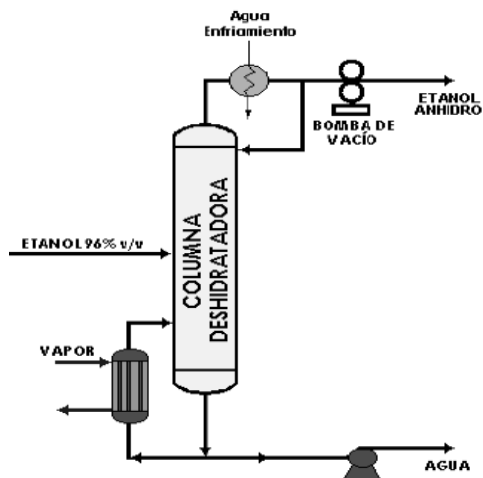 Agua
Enfriamiento
ETANOL
ANHIDRO
BOMBA DE
VACÍO
COLUMNA
DESHIDRATADORA
ETANOL 96% v/v
VAPOR
AGUA